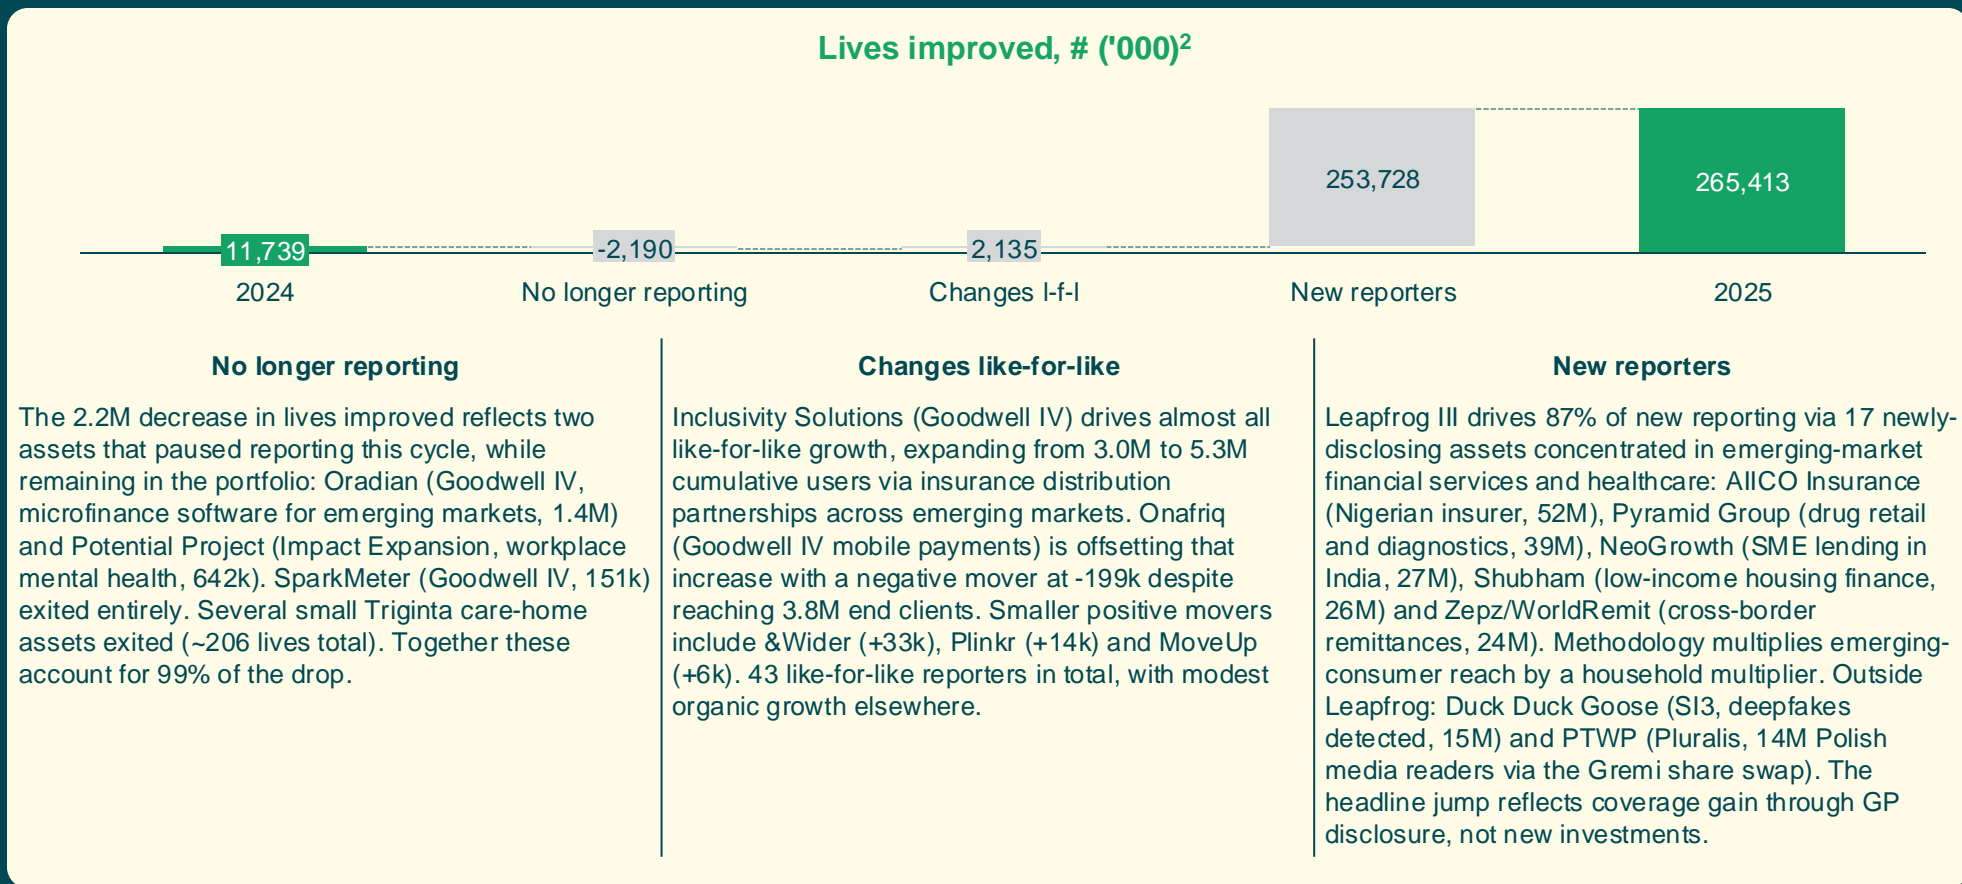 Lives improved, # ('000)²
11,739
-2,190
2,135
253,728
265,413
2024
No longer reporting
Changes l-f-l
New reporters
2025
No longer reporting
The 2.2M decrease in lives improved reflects two
assets that paused reporting this cycle, while
remaining in the portfolio: Oradian (Goodwell IV,
microfinance software for emerging markets, 1.4M)
and Potential Project (Impact Expansion, workplace
mental health, 642k). SparkMeter (Goodwell IV, 151k)
exited entirely. Several small Triginta care-home
assets exited (~206 lives total). Together these
account for 99% of the drop.
Changes like-for-like
Inclusivity Solutions (Goodwell IV) drives almost all
like-for-like growth, expanding from 3.0M to 5.3M
cumulative users via insurance distribution
partnerships across emerging markets. Onafriq
(Goodwell IV mobile payments) is offsetting that
increase with a negative mover at -199k despite
reaching 3.8M end clients. Smaller positive movers
include &Wider (+33k), Plinkr (+14k) and MoveUp
(+6k). 43 like-for-like reporters in total, with modest
organic growth elsewhere.
New reporters
Leapfrog III drives 87% of new reporting via 17 newly-
disclosing assets concentrated in emerging-market
financial services and healthcare: AIICO Insurance
(Nigerian insurer, 52M), Pyramid Group (drug retail
and diagnostics, 39M), NeoGrowth (SME lending in
India, 27M), Shubham (low-income housing finance,
26M) and Zepz/WorldRemit (cross-border
remittances, 24M). Methodology multiplies emerging-
consumer reach by a household multiplier. Outside
Leapfrog: Duck Duck Goose (SI3, deepfakes
detected, 15M) and PTWP (Pluralis, 14M Polish
media readers via the Gremi share swap). The
headline jump reflects coverage gain through GP
disclosure, not new investments.